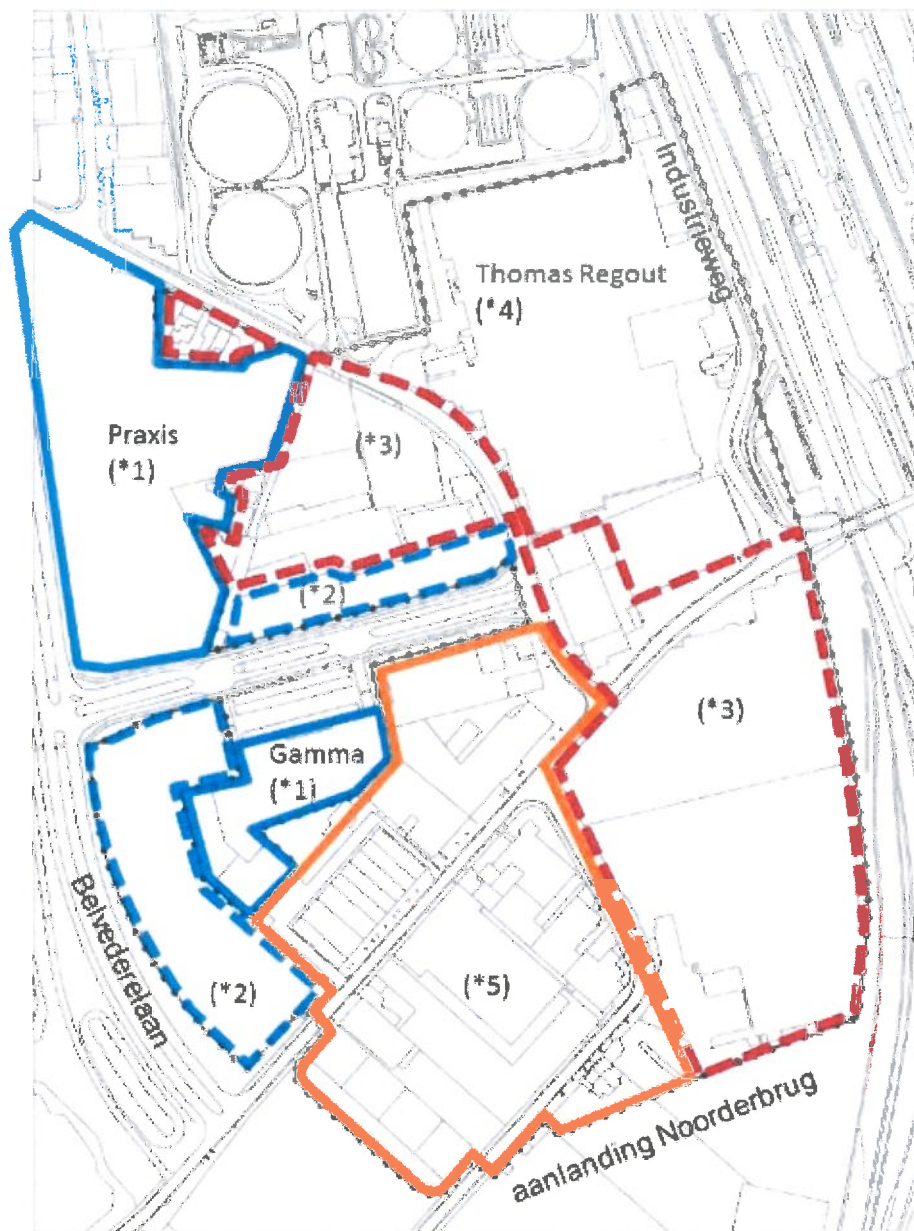 Industrieweg
Thomas Regout
(*4)
Praxis
(*1)
(*3)
(*2)
(*3)
Gamma
(*1)
Belvederelaan
(*2)
(*5)
aanlanding Noorderbrug